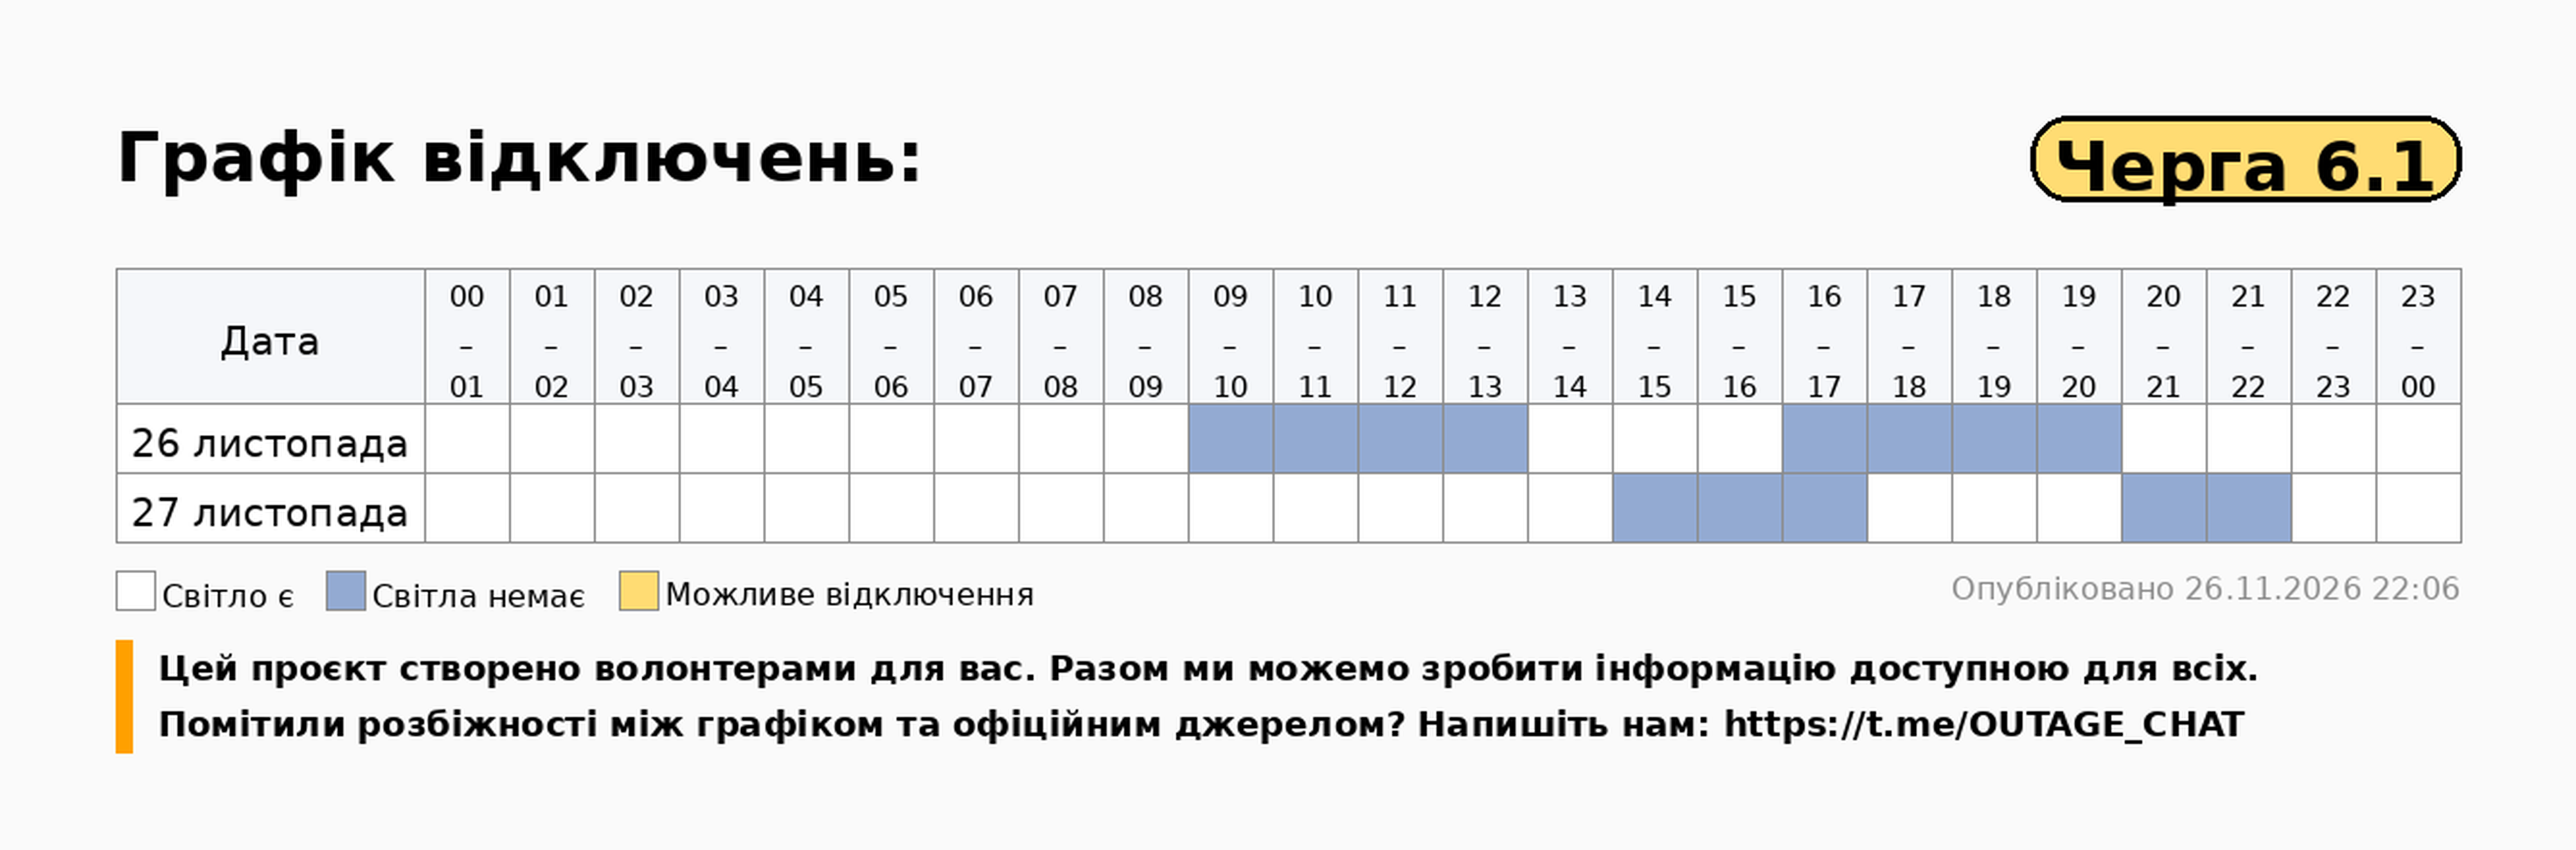 Графік відключень:
Черга 6.1
Дата 00 – 01 01 – 02 02 – 03 03 – 04 04 – 05 05 – 06 06 – 07 07 – 08 08 – 09 09 – 10 10 – 11 11 – 12 12 – 13 13 – 14 14 – 15 15 – 16 16 – 17 17 – 18 18 – 19 19 – 20 20 – 21 21 – 22 22 – 23 23 – 00
26 листопада
27 листопада
Світло є Світла немає Можливе відключення
Опубліковано 26.11.2026 22:06
Цей проєкт створено волонтерами для вас. Разом ми можемо зробити інформацію доступною для всіх.
Помітили розбіжності між графіком та офіційним джерелом? Напишіть нам: https://t.me/OUTAGE_CHAT